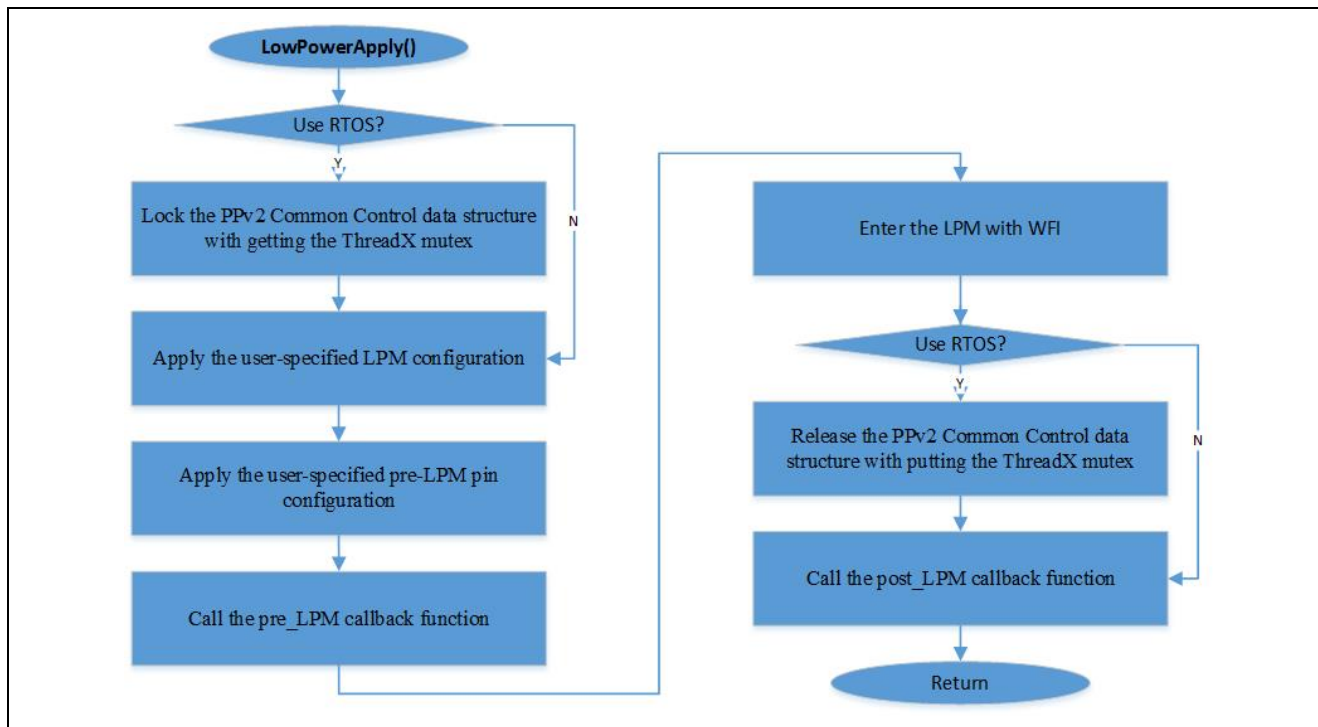 LowPowerApply()
Use RTOS?
Y
N
Lock the PPv2 Common Control data structure
with getting the ThreadX mutex
Apply the user-specified LPM configuration
Apply the user-specified pre-LPM pin
configuration
Call the pre_LPM callback function
Enter the LPM with WFI
Use RTOS?
Y
N
Release the PPv2 Common Control data
structure with putting the ThreadX mutex
Call the post_LPM callback function
Return